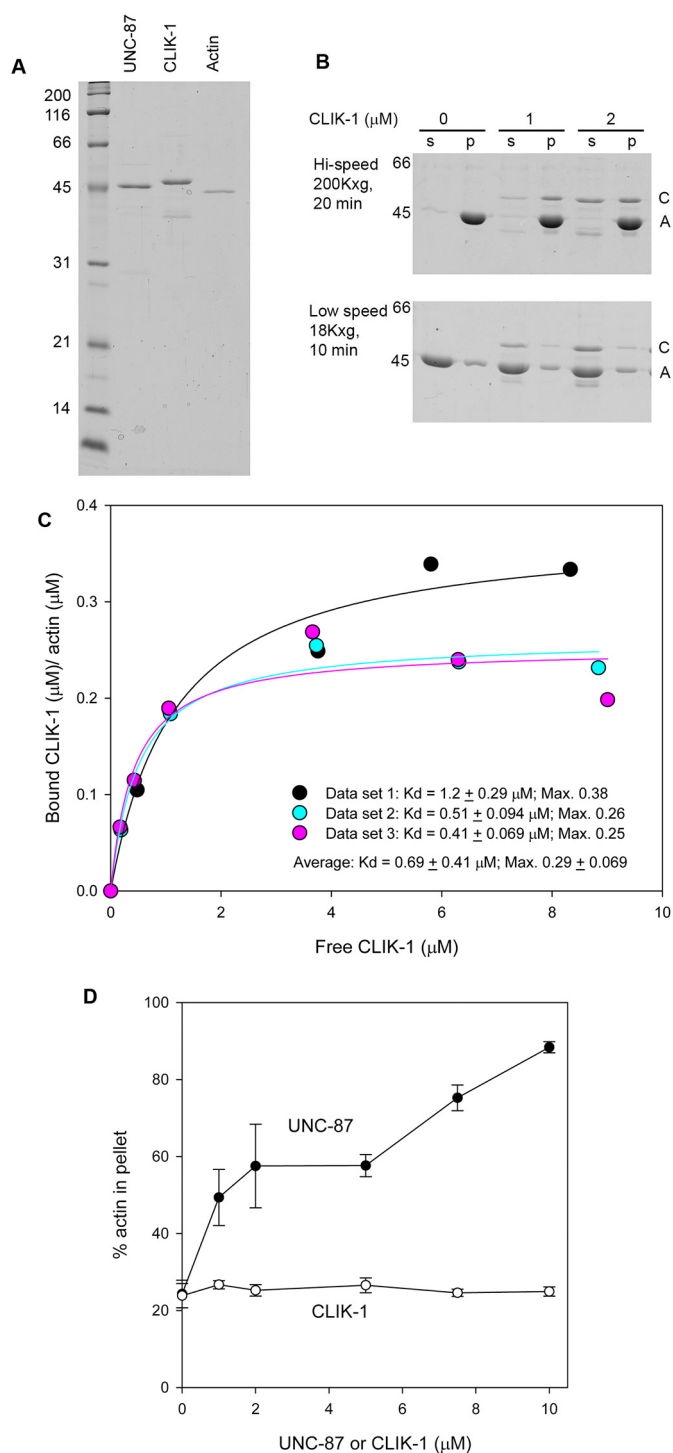 A
UNC-87
CLIK-1
Actin
200
116
66
45
31
21
14
B
CLIK-1 (μM)
0
1
2
s
p
s
p
s
p
Hi-speed
200Kxg,
20 min
66
45
C
A
Low speed
18Kxg,
10 min
66
45
C
A
C
Bound CLIK-1 (μM)/ actin (μM)
0.4
0.3
0.2
0.1
0.0
Data set 1: Kd = 1.2 ± 0.29 μM; Max. 0.38
Data set 2: Kd = 0.51 ± 0.094 μM; Max. 0.26
Data set 3: Kd = 0.41 ± 0.069 μM; Max. 0.25
Average: Kd = 0.69 ± 0.41 μM; Max. 0.29 ± 0.069
0
2
4
6
8
10
Free CLIK-1 (μM)
D
% actin in pellet
100
80
60
40
20
0
UNC-87
CLIK-1
0
2
4
6
8
10
UNC-87 or CLIK-1 (μM)